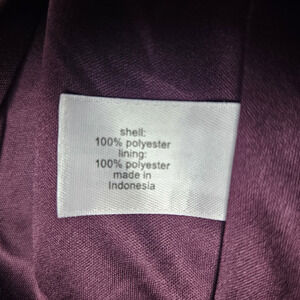 shell:
100% polyester
lining:
100% polyester
made in
Indonesia